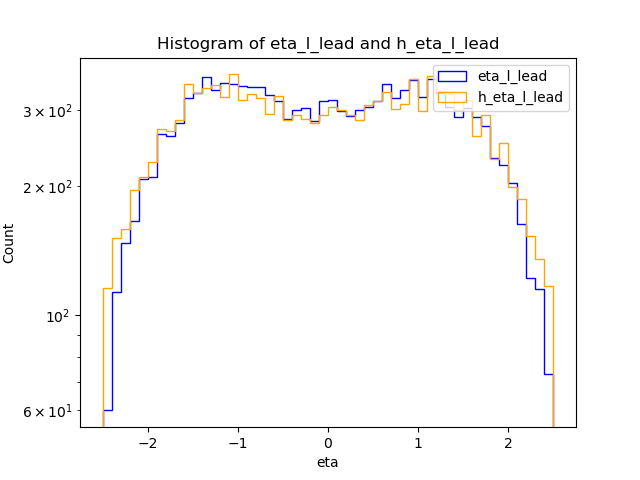 Histogram of eta_l_lead and h_eta_l_lead
eta_l_lead
h_eta_l_lead
3 × 10²
2 × 10²
10²
6 × 10¹
Count
−2
−1
0
1
2
eta